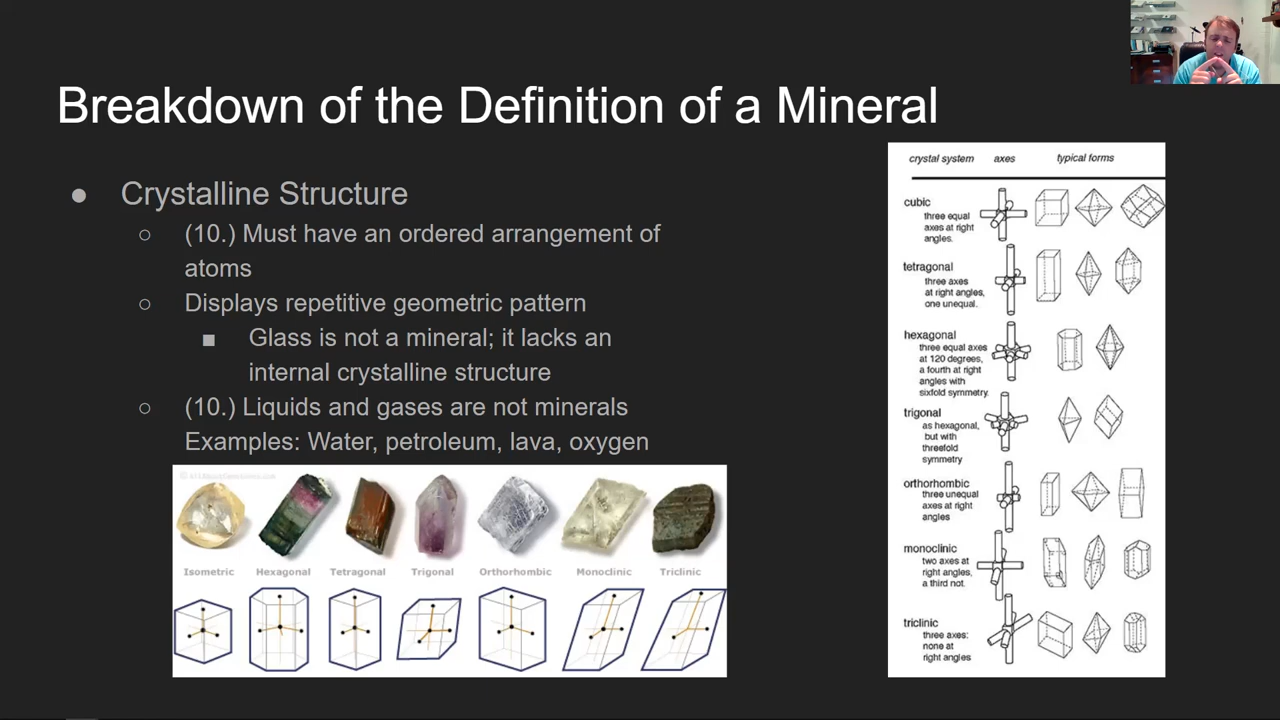 Breakdown of the Definition of a Mineral
● Crystalline Structure
○ (10.) Must have an ordered arrangement of
atoms
○ Displays repetitive geometric pattern
■ Glass is not a mineral; it lacks an
internal crystalline structure
○ (10.) Liquids and gases are not minerals
Examples: Water, petroleum, lava, oxygen
Isometric Hexagonal Tetragonal Trigonal Orthorhombic Monoclinic Triclinic
crystal system axes typical forms
cubic
three equal
axes at right
angles.
tetragonal
three axes
at right angles,
one unequal.
hexagonal
three equal axes
at 120 degrees,
a fourth at right
angles with
sixfold symmetry.
trigonal
as hexagonal,
but with
threefold
symmetry
orthorhombic
three unequal
axes at right
angles
monoclinic
two axes at
right angles,
a third not.
triclinic
three axes:
none at
right angles